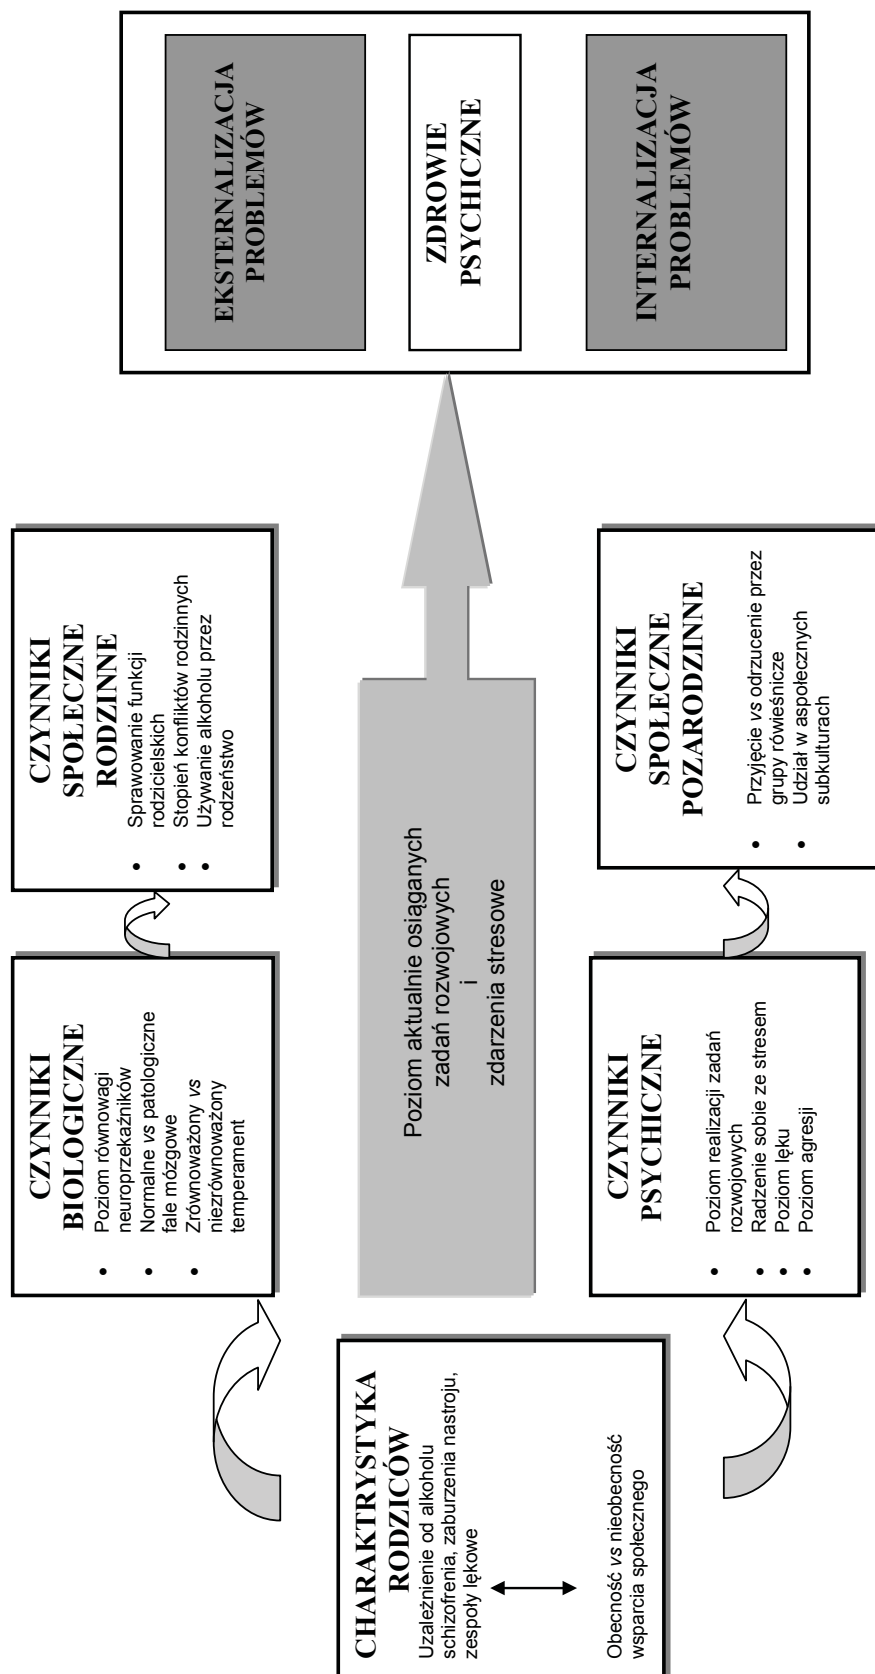 CHARAKTRYSTYKA
RODZICÓW
Uzależnienie od alkoholu
schizofrenia, zaburzenia nastroju,
zespoły lękowe
Obecność vs nieobecność
wsparcia społecznego
CZYNNIKI
BIOLOGICZNE
• Poziom równowagi
neuroprzekaźników
• Normalne vs patologiczne
fale mózgowe
• Zrównoważony vs
niezrównoważony
temperament
CZYNNIKI
SPOŁECZNE
RODZINNE
• Sprawowanie funkcji
rodzicielskich
• Stopień konfliktów rodzinnych
• Używanie alkoholu przez
rodzeństwo
Poziom aktualnie osiąganych
zadań rozwojowych
i
zdarzenia stresowe
CZYNNIKI
PSYCHICZNE
• Poziom realizacji zadań
rozwojowych
• Radzenie sobie ze stresem
• Poziom lęku
• Poziom agresji
CZYNNIKI
SPOŁECZNE
POZARODZINNE
• Przyjęcie vs odrzucenie przez
grupy rówieśnicze
• Udział w aspołecznych
subkulturach
EKSTERNALIZACJA
PROBLEMÓW
ZDROWIE
PSYCHICZNE
INTERNALIZACJA
PROBLEMÓW